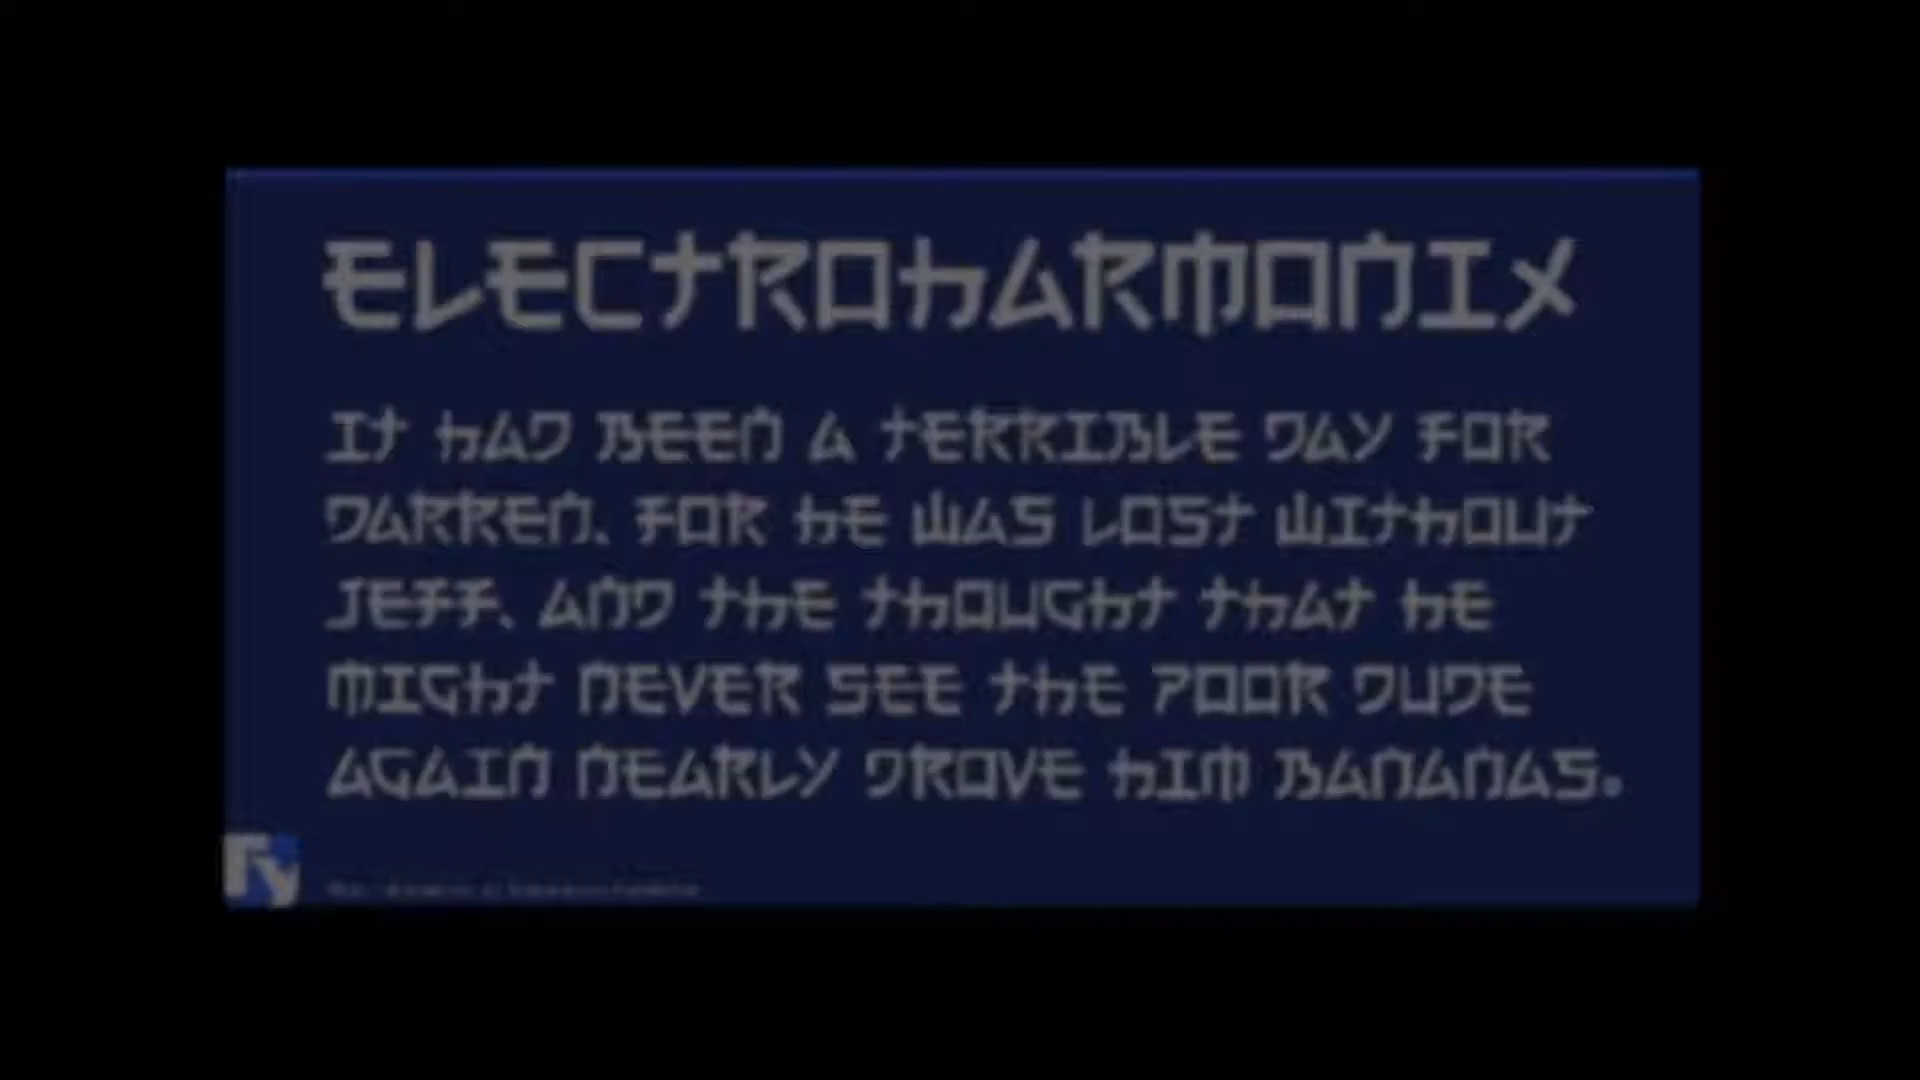 ELECTROHARMONIX
IT HAD BEEN A TERRIBLE DAY FOR
DARREN. FOR HE WAS LOST WITHOUT
JEFF, AND THE THOUGHT THAT HE
MIGHT NEVER SEE THE POOR DUDE
AGAIN NEARLY DROVE HIM BANANAS.
Fy